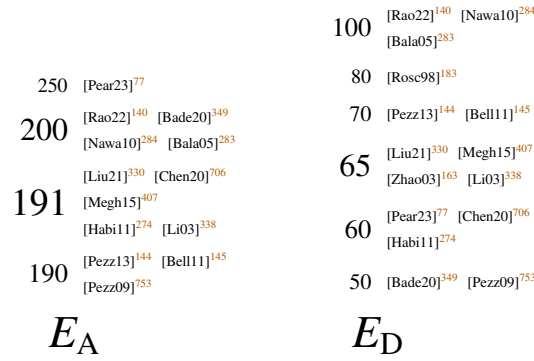 250 [Pear23]77
200 [Rao22]140 [Bade20]349
[Nawa10]284 [Bala05]283
191 [Liu21]330 [Chen20]706
[Megh15]407
[Habi11]274 [Li03]338
190 [Pezz13]144 [Bell11]145
[Pezz09]753
EA
100 [Rao22]140 [Nawa10]284
[Bala05]283
80 [Rosc98]183
70 [Pezz13]144 [Bell11]145
65 [Liu21]330 [Megh15]407
[Zhao03]163 [Li03]338
60 [Pear23]77 [Chen20]706
[Habi11]274
50 [Bade20]349 [Pezz09]753
ED